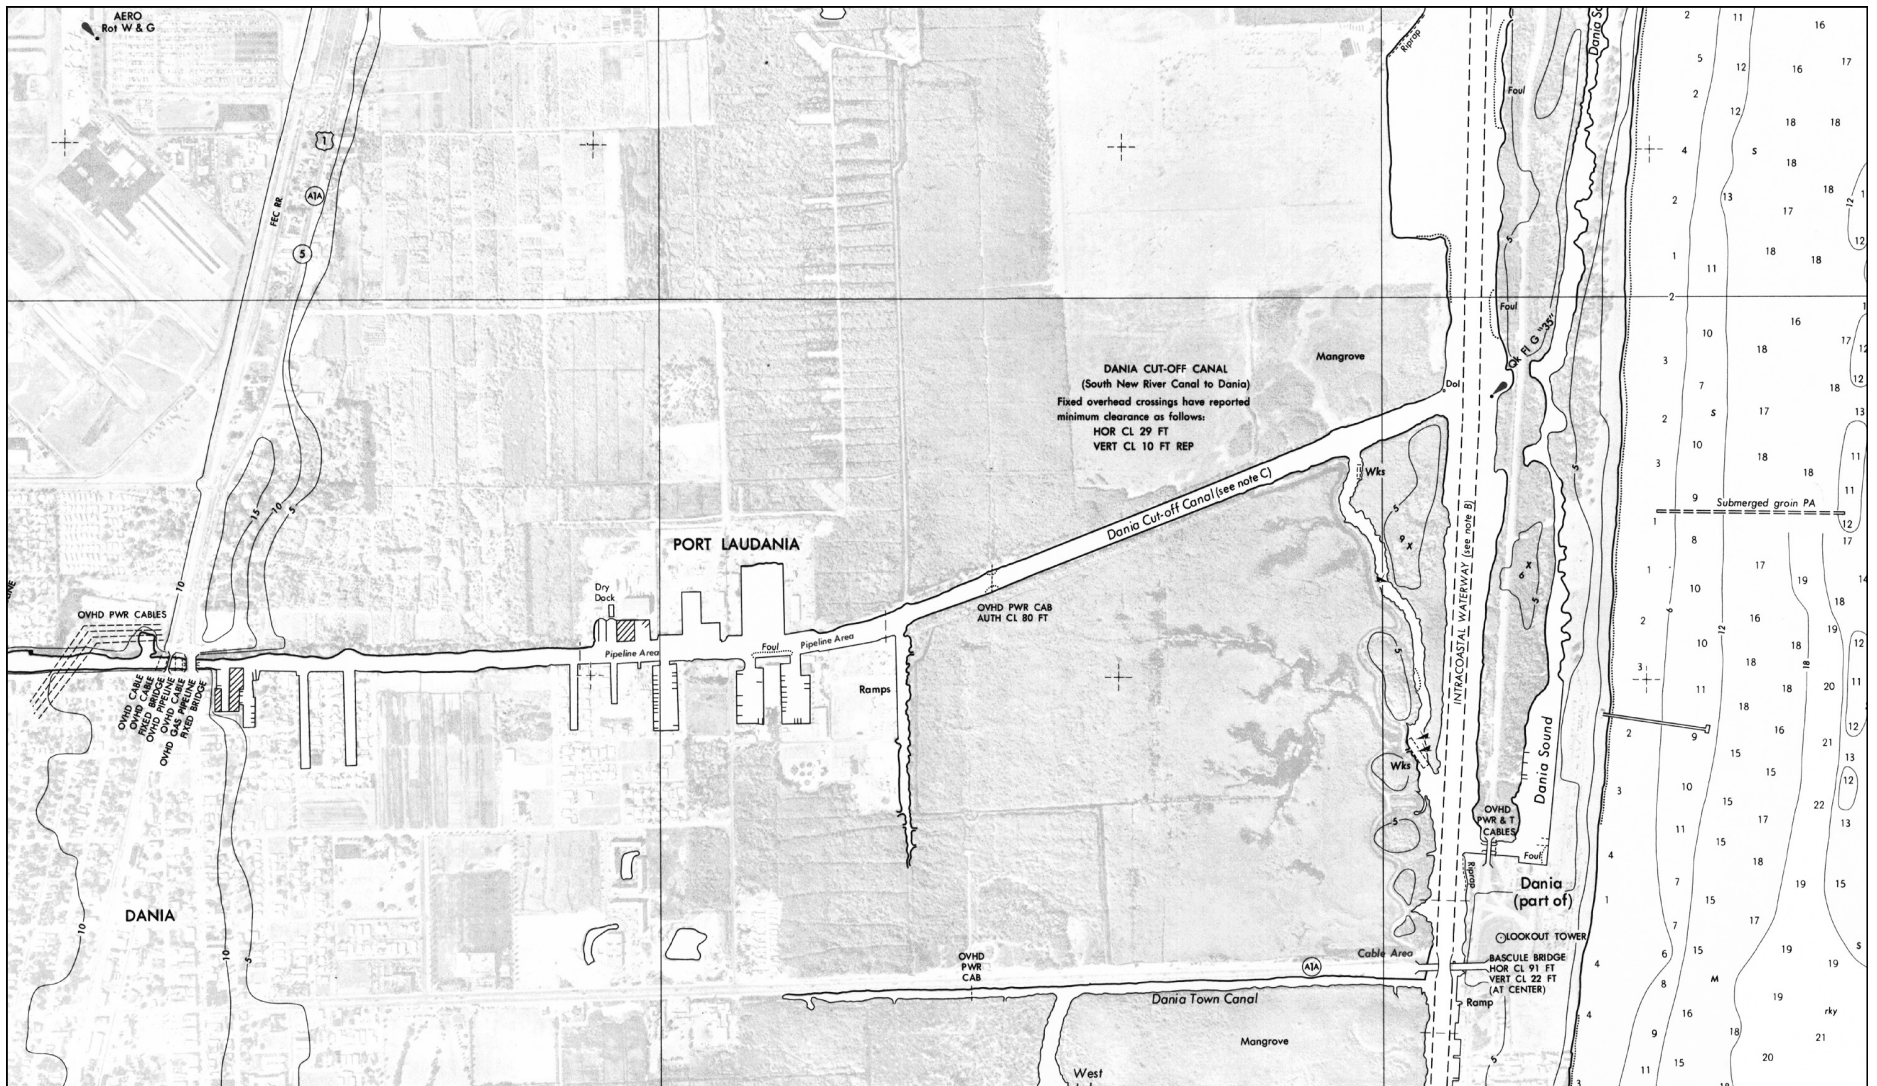 AERO
Rot W & G
1
A1A
5
FEC RR
Riprap
Foul
Foul
Dania So
Qk Fl G "35"
Dol
Mangrove
DANIA CUT-OFF CANAL
(South New River Canal to Dania)
Fixed overhead crossings have reported
minimum clearance as follows:
HOR CL 29 FT
VERT CL 10 FT REP
Wks
Dania Cut-off Canal (see note C)
INTRACOASTAL WATERWAY (see note B)
Submerged groin PA
PORT LAUDANIA
Dry
Dock
OVHD PWR CAB
AUTH CL 80 FT
OVHD PWR CABLES
Pipeline Area
Foul
Pipeline Area
Ramps
OVHD CABLE
OVHD CABLE
FIXED BRIDGE
OVHD PIPELINE
OVHD CABLE
OVHD GAS PIPELINE
FIXED BRIDGE
Wks
Dania Sound
OVHD
PWR & T
CABLES
Foul
Riprap
Dania
(part of)
DANIA
LOOKOUT TOWER
Cable Area
BASCULE BRIDGE
HOR CL 91 FT
VERT CL 22 FT
(AT CENTER)
OVHD
PWR
CAB
A1A
Dania Town Canal
Ramp
Mangrove
West
rky